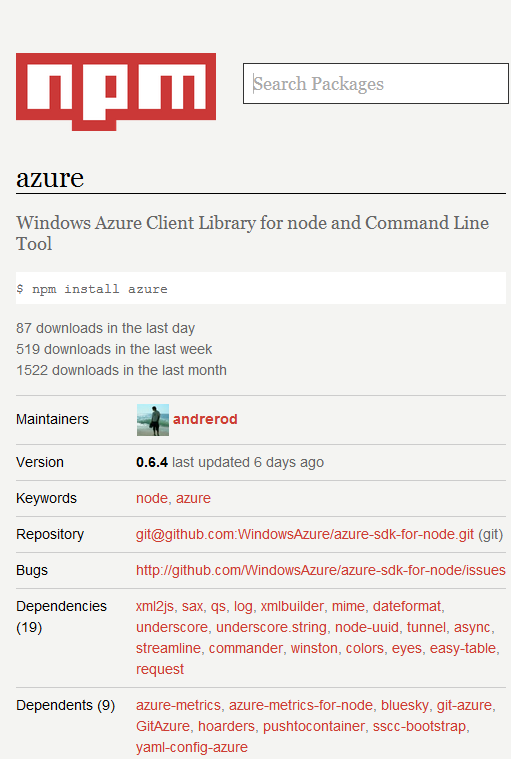 npm
Search Packages
azure
Windows Azure Client Library for node and Command Line
Tool
$ npm install azure
87 downloads in the last day
519 downloads in the last week
1522 downloads in the last month
Maintainers andrerod
Version 0.6.4 last updated 6 days ago
Keywords node, azure
Repository git@github.com:WindowsAzure/azure-sdk-for-node.git (git)
Bugs http://github.com/WindowsAzure/azure-sdk-for-node/issues
Dependencies xml2js, sax, qs, log, xmlbuilder, mime, dateformat,
(19) underscore, underscore.string, node-uuid, tunnel, async,
streamline, commander, winston, colors, eyes, easy-table,
request
Dependents (9) azure-metrics, azure-metrics-for-node, bluesky, git-azure,
GitAzure, hoarders, pushtocontainer, sscc-bootstrap,
yaml-config-azure